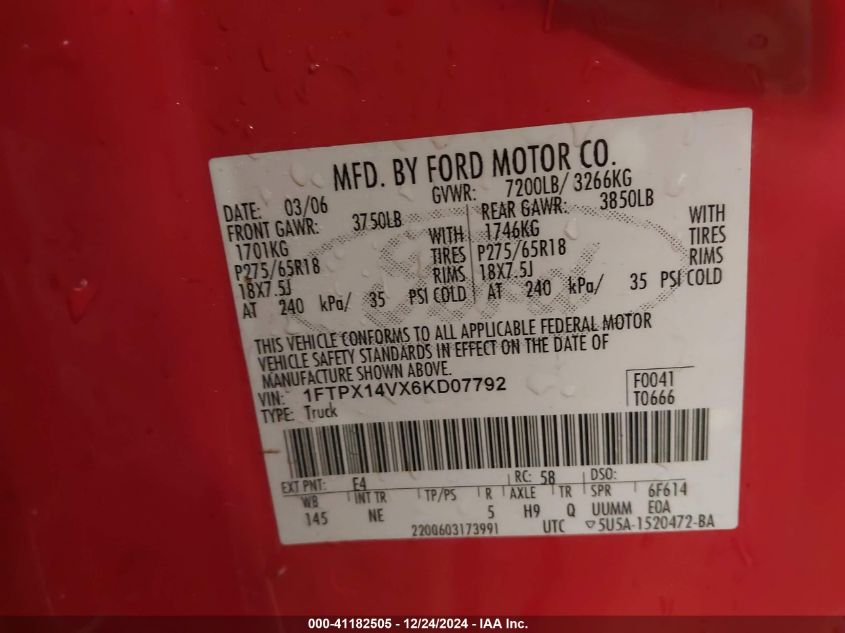 MFD. BY FORD MOTOR CO.
DATE: 03/06 GVWR: 7200LB/ 3266KG
FRONT GAWR: 3750LB REAR GAWR: 3850LB
1701KG WITH 1746KG WITH
P275/65R18 TIRES P275/65R18 TIRES
18X7.5J RIMS 18X7.5J RIMS
AT 240 kPa/ 35 PSI COLD AT 240 kPa/ 35 PSI COLD
THIS VEHICLE CONFORMS TO ALL APPLICABLE FEDERAL MOTOR
VEHICLE SAFETY STANDARDS IN EFFECT ON THE DATE OF
MANUFACTURE SHOWN ABOVE.
VIN: 1FTPX14VX6KD07792 F0041
TYPE: Truck T0666
EXT PNT: E4 RC: 58 DSO:
WB INT TR TP/PS R AXLE TR SPR 6F614
145 NE 5 H9 Q UUMM EOA
2200603173991 UTC ▽5U5A-1520472-BA
000-41182505 - 12/24/2024 - IAA Inc.